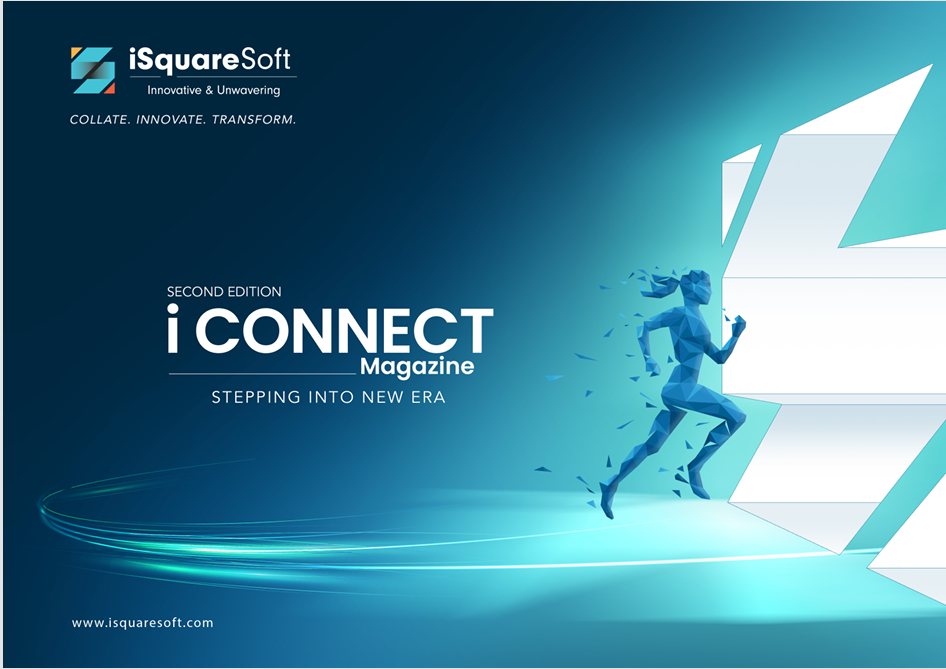 iSquareSoft
Innovative & Unwavering
COLLATE. INNOVATE. TRANSFORM.
SECOND EDITION
i CONNECT
Magazine
STEPPING INTO NEW ERA
www.isquaresoft.com